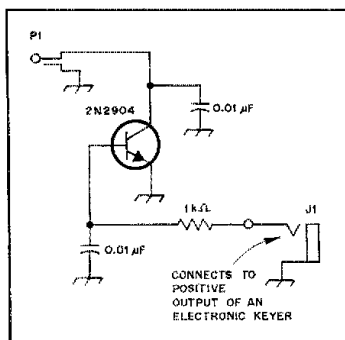 P1
2N2904
0.01 µF
1 kΩ
J1
0.01 µF
CONNECTS TO
POSITIVE
OUTPUT OF AN
ELECTRONIC KEYER